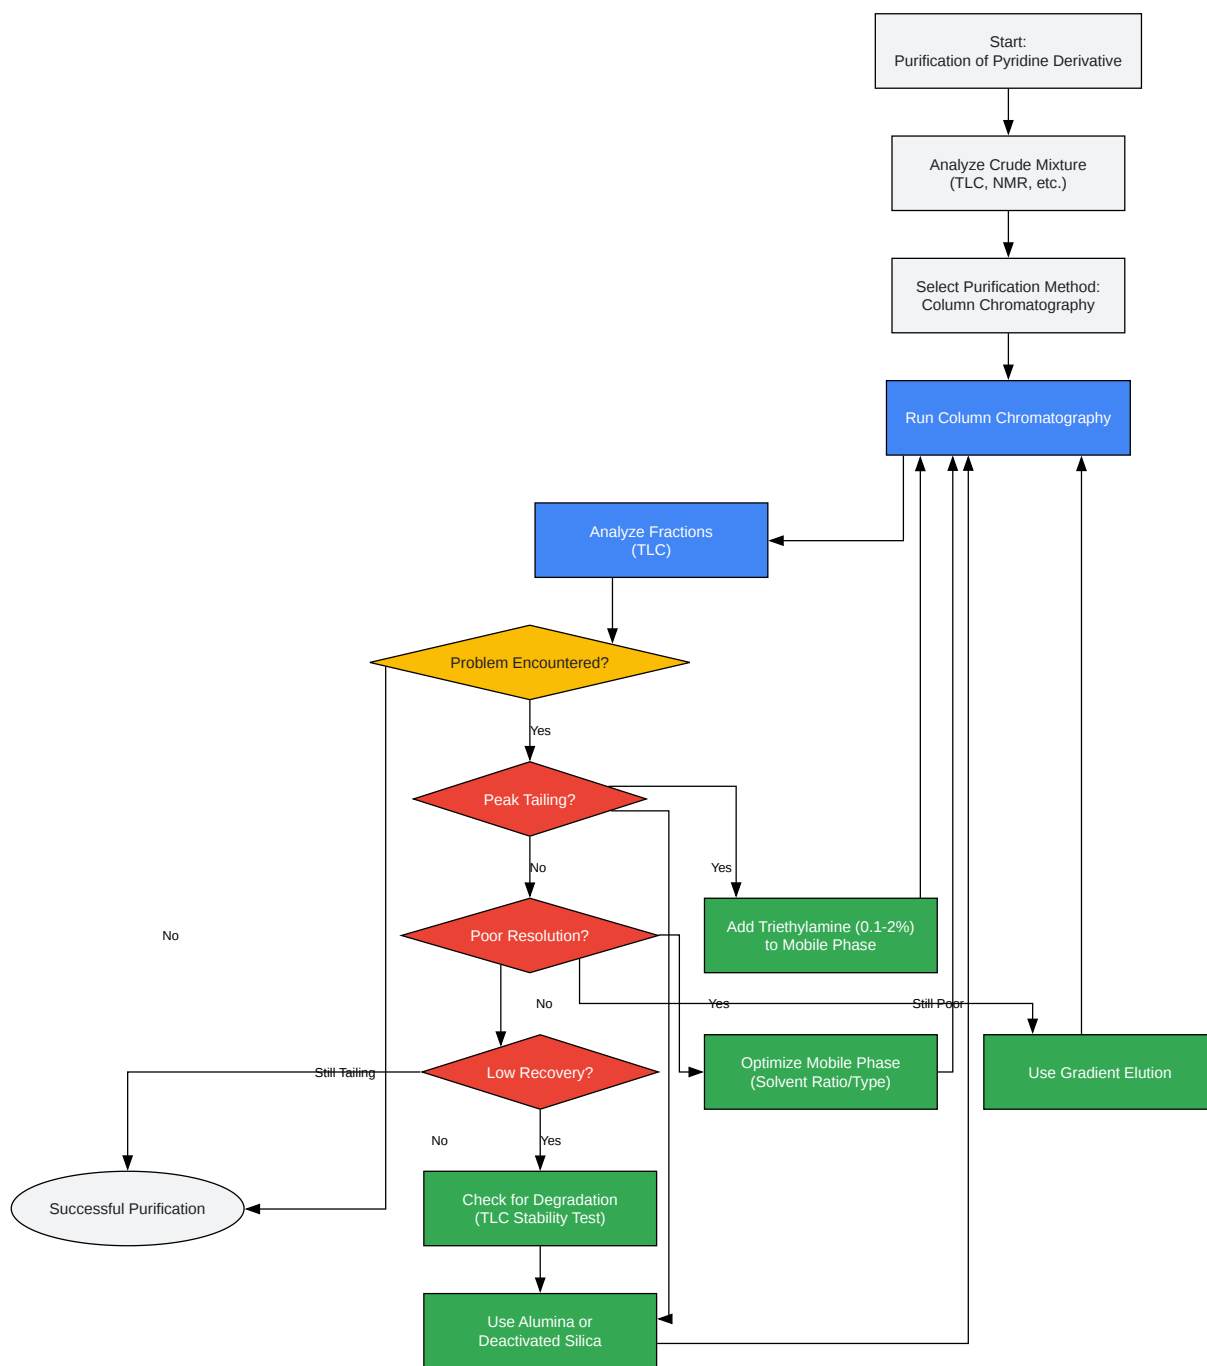 Start:
Purification of Pyridine Derivative
Analyze Crude Mixture
(TLC, NMR, etc.)
Select Purification Method:
Column Chromatography
Run Column Chromatography
Analyze Fractions
(TLC)
Problem Encountered?
Yes
Peak Tailing?
No
Yes
Add Triethylamine (0.1-2%)
to Mobile Phase
No
Poor Resolution?
No
Yes
Still Poor
Optimize Mobile Phase
(Solvent Ratio/Type)
Use Gradient Elution
Still Tailing
Low Recovery?
No
Yes
Check for Degradation
(TLC Stability Test)
Successful Purification
Use Alumina or
Deactivated Silica